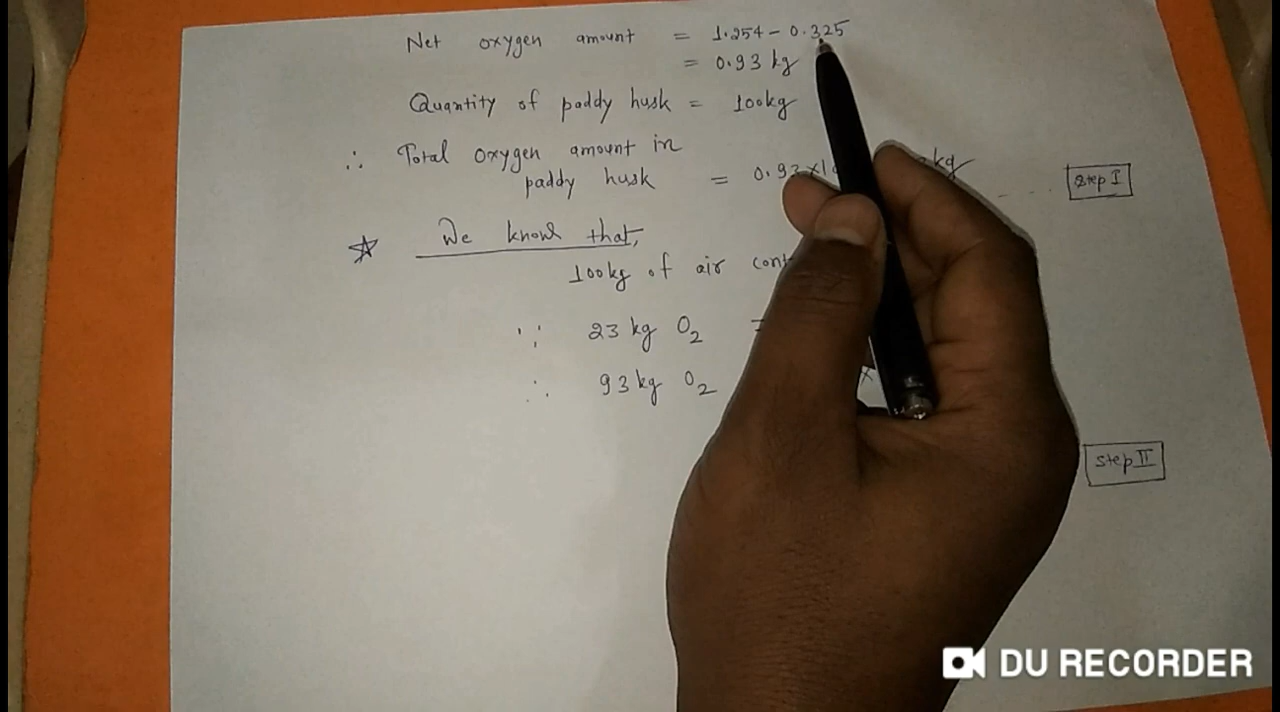 Net oxygen amount = 1.254 - 0.325
= 0.93 kg
Quantity of paddy husk = 100kg
∴ Total oxygen amount in
paddy husk = 0.93 × kg
Step I
☆ We know that,
100kg of air
∵ 23 kg O₂
∴ 93 kg O₂ ×
Step II
DU RECORDER